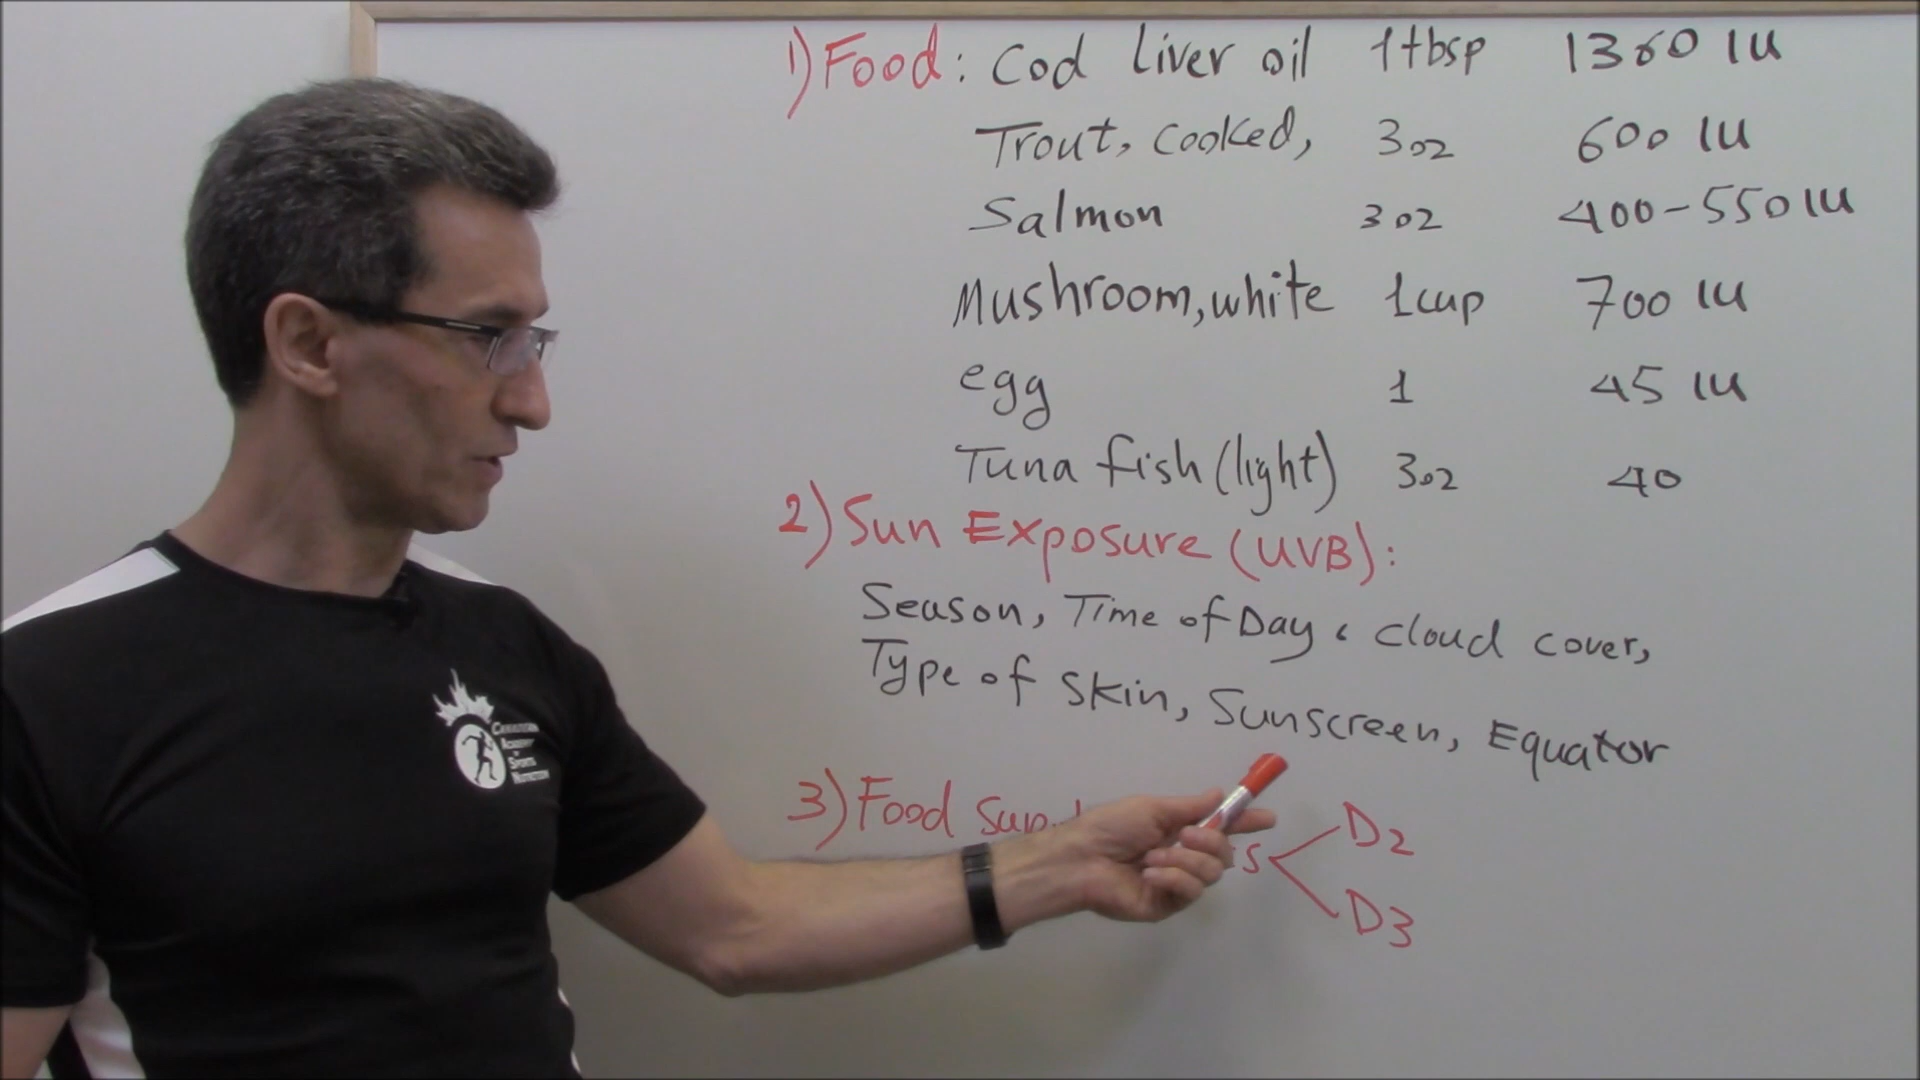 1) Food: Cod Liver oil 1tbsp 1360 IU
Trout, cooked, 3oz 600 IU
Salmon 3oz 400-550 IU
Mushroom, white 1cup 700 IU
egg 1 45 IU
Tuna fish (light) 3oz 40
2) Sun Exposure (UVB):
Season, Time of Day, cloud cover,
Type of Skin, Sunscreen, Equator
3) Food
D2
D3